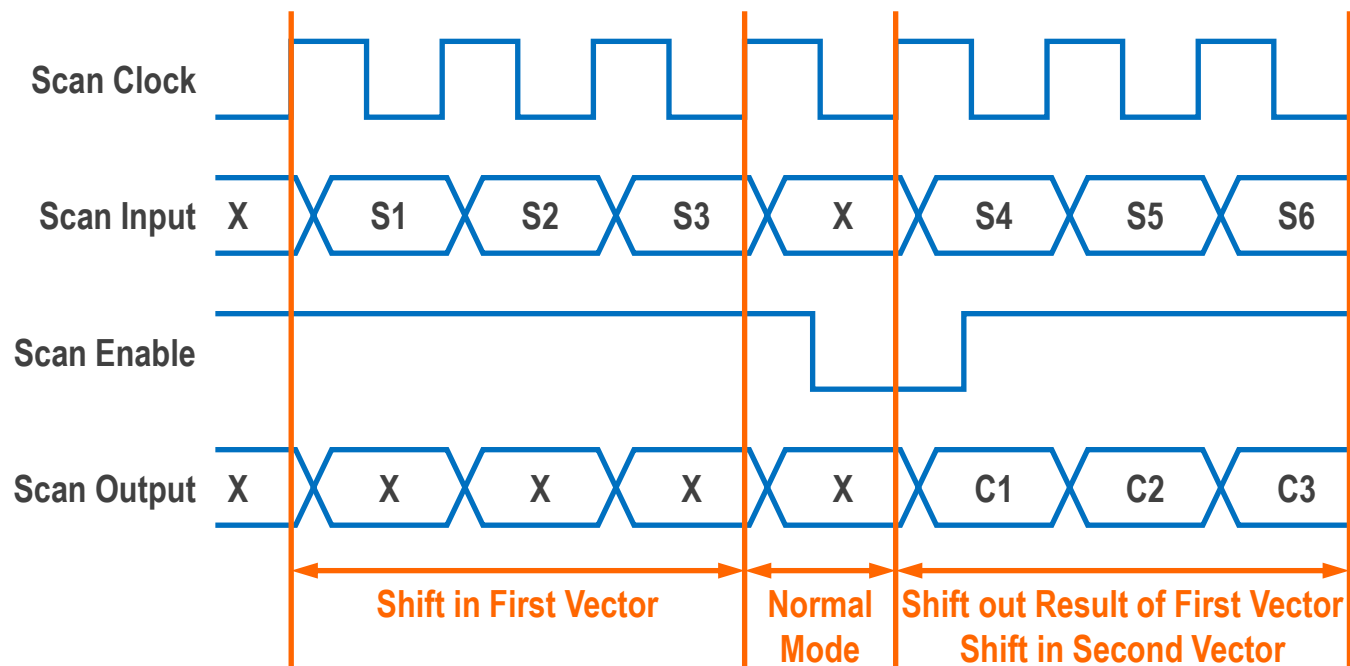 Scan Clock
Scan Input X S1 S2 S3 X S4 S5 S6
Scan Enable
Scan Output X X X X X C1 C2 C3
Shift in First Vector
Normal
Mode
Shift out Result of First Vector
Shift in Second Vector